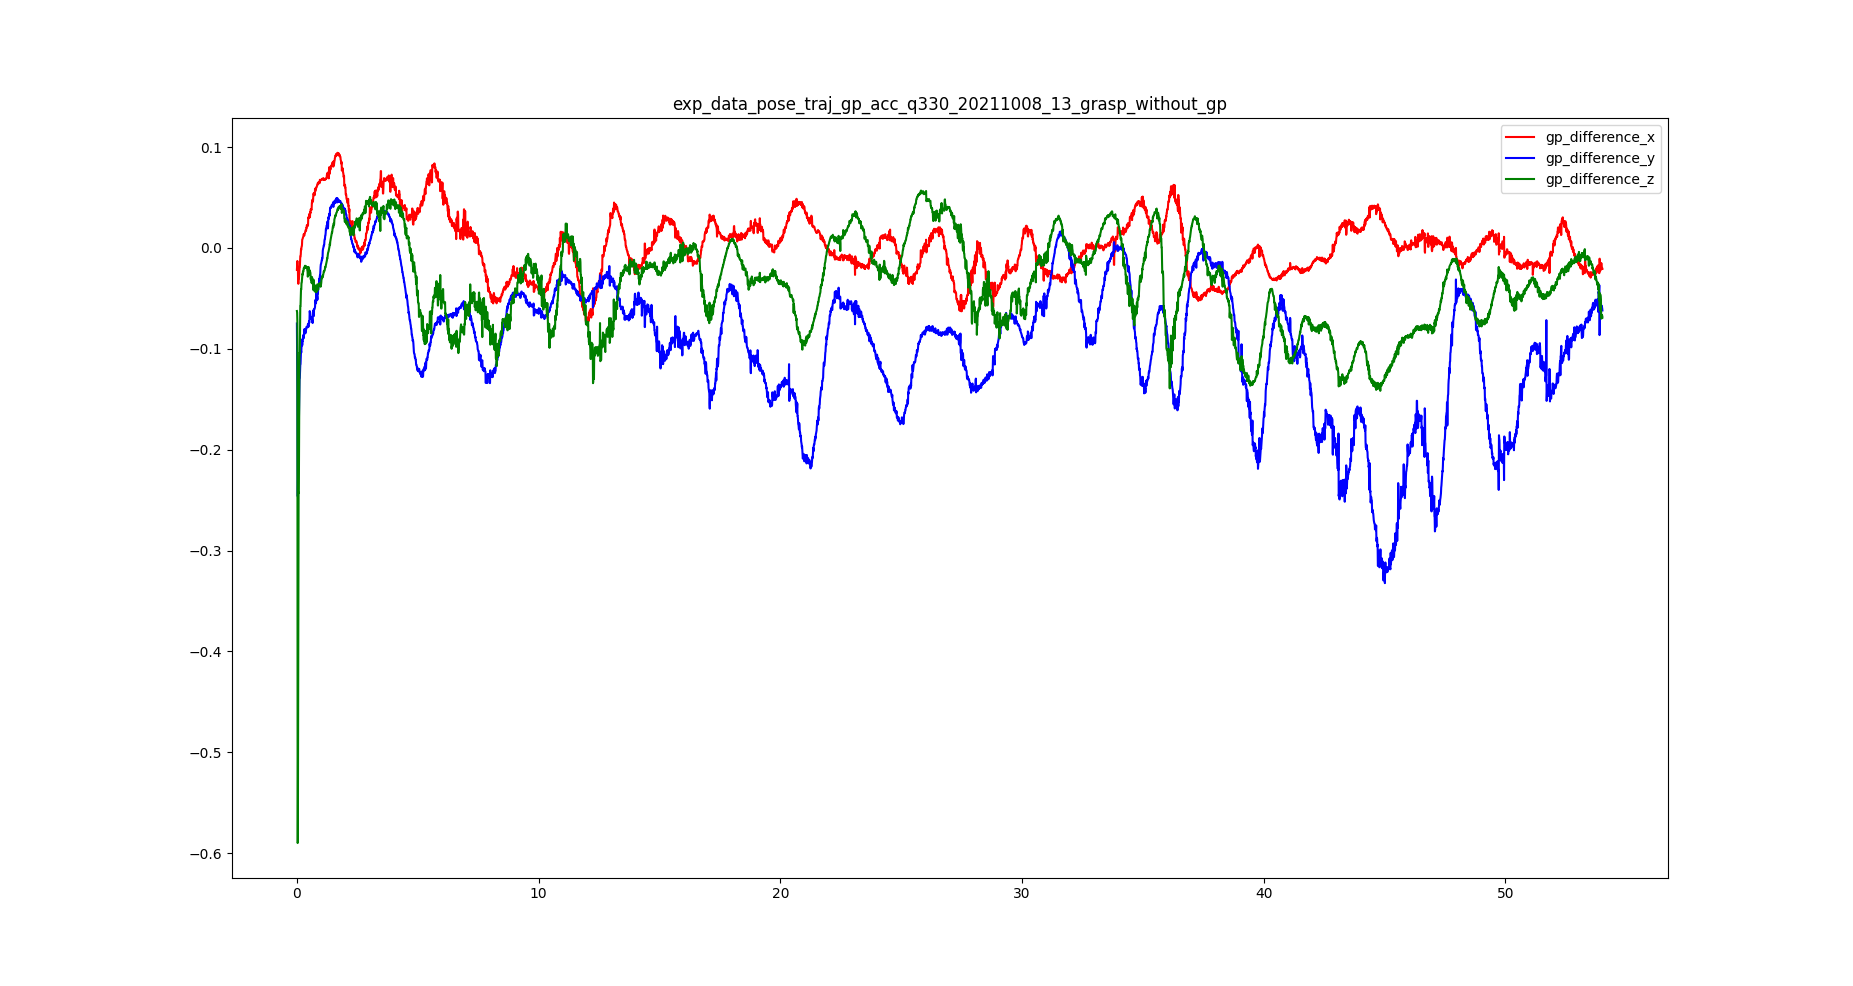 exp_data_pose_traj_gp_acc_q330_20211008_13_grasp_without_gp
gp_difference_x
gp_difference_y
gp_difference_z
0.1
0.0
−0.1
−0.2
−0.3
−0.4
−0.5
−0.6
0 10 20 30 40 50